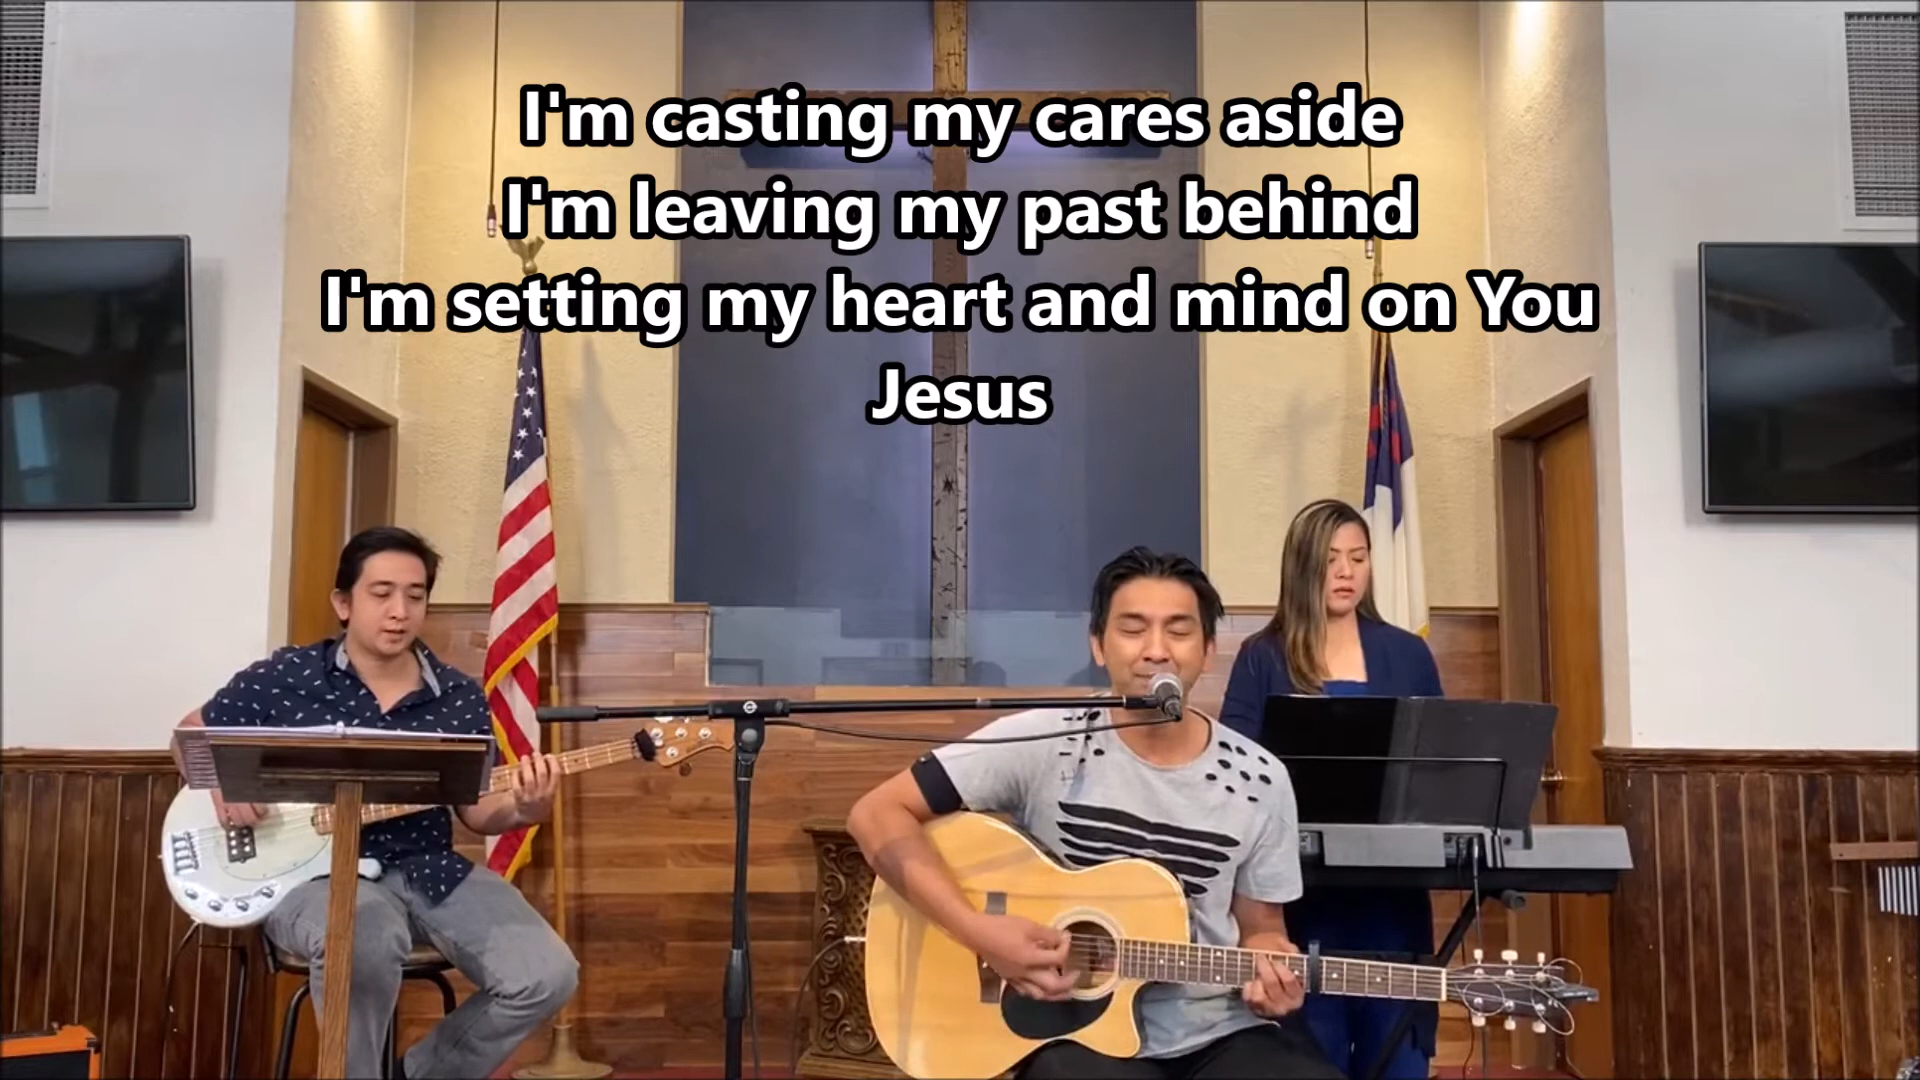 I'm casting my cares aside
I'm leaving my past behind
I'm setting my heart and mind on You
Jesus